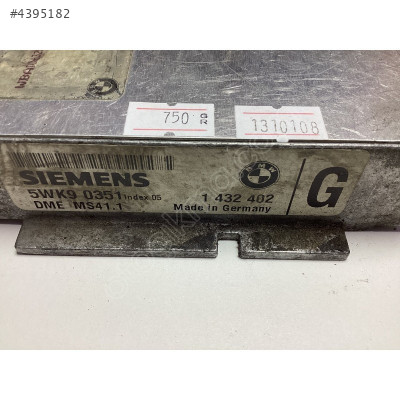 #4395182
750
1310108
SIEMENS
5WK9 0351 Index 05
1 432 402
DME MS41.1
Made in Germany
G